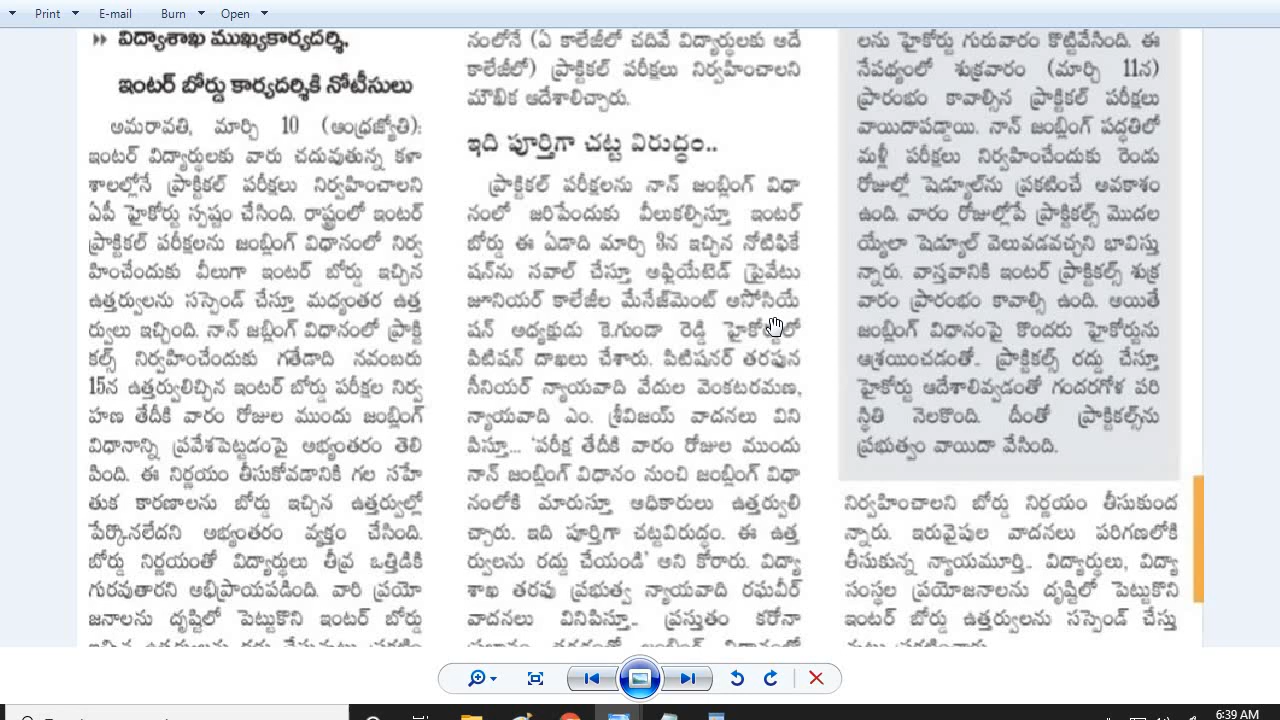 Print
E-mail
Burn
Open
విద్యాశాఖ ముఖ్యకార్యదర్శి,
ఇంటర్ బోర్డు కార్యదర్శికి నోటీసులు
అమరావతి, మార్చి 10 (ఆంధ్రజ్యోతి):
ఇంటర్ విద్యార్థులకు వారు చదువుతున్న కళా
శాలల్లోనే ప్రాక్టికల్ పరీక్షలు నిర్వహించాలని
ఏపీ హైకోర్టు స్పష్టం చేసింది. రాష్ట్రంలో ఇంటర్
ప్రాక్టికల్ పరీక్షలను జంబ్లింగ్ విధానంలో నిర్వ
హించేందుకు వీలుగా ఇంటర్ బోర్డు ఇచ్చిన
ఉత్తర్వులను సస్పెండ్ చేస్తూ మధ్యంతర ఉత్త
ర్వులు ఇచ్చింది. నాన్ జబ్లింగ్ విధానంలో ప్రాక్టి
కల్స్ నిర్వహించేందుకు గతేడాది నవంబరు
15న ఉత్తర్వులిచ్చిన ఇంటర్ బోర్డు పరీక్షల నిర్వ
హణ తేదీకి వారం రోజుల ముందు జంబ్లింగ్
విధానాన్ని ప్రవేశపెట్టడంపై అభ్యంతరం తెలి
పింది. ఈ నిర్ణయం తీసుకోవడానికి గల సహే
తుక కారణాలను బోర్డు ఇచ్చిన ఉత్తర్వుల్లో
పేర్కొనలేదని అభ్యంతరం వ్యక్తం చేసింది.
బోర్డు నిర్ణయంతో విద్యార్థులు తీవ్ర ఒత్తిడికి
గురవుతారని అభిప్రాయపడింది. వారి ప్రయో
జనాలను దృష్టిలో పెట్టుకొని ఇంటర్ బోర్డు
నంలోనే (ఏ కాలేజీలో చదివే విద్యార్థులకు ఆదే
కాలేజీలో) ప్రాక్టికల్ పరీక్షలు నిర్వహించాలని
మౌఖిక ఆదేశాలిచ్చారు.
ఇది పూర్తిగా చట్ట విరుద్ధం..
ప్రాక్టికల్ పరీక్షలను నాన్ జంబ్లింగ్ విధా
నంలో జరిపేందుకు వీలుకల్పిస్తూ ఇంటర్
బోర్డు ఈ ఏడాది మార్చి 3న ఇచ్చిన నోటిఫికే
షన్‌ను సవాల్ చేస్తూ అఫ్లియేటెడ్ ప్రైవేటు
జూనియర్ కాలేజీల మేనేజ్‌మెంట్ అసోసియే
షన్ అధ్యక్షుడు కె.గుండా రెడ్డి హైకోర్టులో
పిటిషన్ దాఖలు చేశారు. పిటిషనర్ తరపున
సీనియర్ న్యాయవాది వేదుల వెంకటరమణ,
న్యాయవాది ఎం. శ్రీవిజయ్ వాదనలు విని
పిస్తూ... 'పరీక్ష తేదీకి వారం రోజుల ముందు
నాన్ జంబ్లింగ్ విధానం నుంచి జంబ్లింగ్ విధా
నంలోకి మారుస్తూ అధికారులు ఉత్తర్వులి
చ్చారు. ఇది పూర్తిగా చట్టవిరుద్ధం. ఈ ఉత్త
ర్వులను రద్దు చేయండి' అని కోరారు. విద్యా
శాఖ తరపు ప్రభుత్వ న్యాయవాది రఘువీర్
వాదనలు వినిపిస్తూ.. ప్రస్తుతం కరోనా
లను హైకోర్టు గురువారం కొట్టివేసింది. ఈ
నేపథ్యంలో శుక్రవారం (మార్చి 11న)
ప్రారంభం కావాల్సిన ప్రాక్టికల్ పరీక్షలు
వాయిదాపడ్డాయి. నాన్ జంబ్లింగ్ పద్ధతిలో
మళ్లీ పరీక్షలు నిర్వహించేందుకు రెండు
రోజుల్లో షెడ్యూల్‌ను ప్రకటించే అవకాశం
ఉంది. వారం రోజుల్లోపే ప్రాక్టికల్స్ మొదల
య్యేలా షెడ్యూల్ వెలువడవచ్చని భావిస్తు
న్నారు. వాస్తవానికి ఇంటర్ ప్రాక్టికల్స్ శుక్ర
వారం ప్రారంభం కావాల్సి ఉంది. అయితే
జంబ్లింగ్ విధానంపై కొందరు హైకోర్టును
ఆశ్రయించడంతో.. ప్రాక్టికల్స్ రద్దు చేస్తూ
హైకోర్టు ఆదేశాలివ్వడంతో గందరగోళ పరి
స్థితి నెలకొంది. దీంతో ప్రాక్టికల్స్‌ను
ప్రభుత్వం వాయిదా వేసింది.
నిర్వహించాలని బోర్డు నిర్ణయం తీసుకుంద
న్నారు. ఇరువైపుల వాదనలు పరిగణలోకి
తీసుకున్న న్యాయమూర్తి.. విద్యార్థులు, విద్యా
సంస్థల ప్రయోజనాలను దృష్టిలో పెట్టుకొని
ఇంటర్ బోర్డు ఉత్తర్వులను సస్పెండ్ చేస్తు
6:39 AM